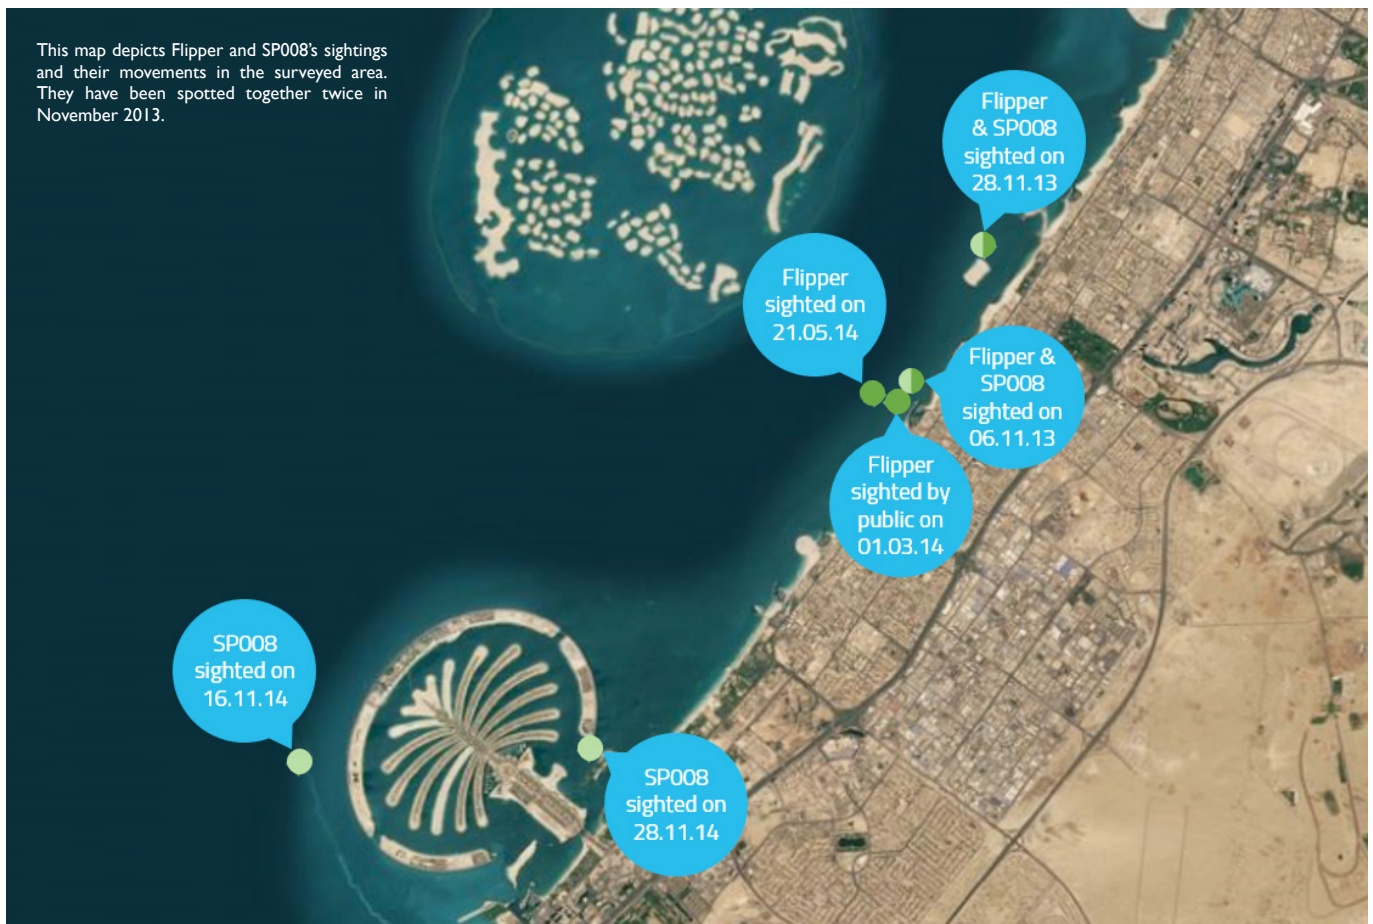 This map depicts Flipper and SP008's sightings
and their movements in the surveyed area.
They have been spotted together twice in
November 2013.
Flipper
& SP008
sighted on
28.11.13
Flipper
sighted on
21.05.14
Flipper &
SP008
sighted on
06.11.13
Flipper
sighted by
public on
01.03.14
SP008
sighted on
16.11.14
SP008
sighted on
28.11.14